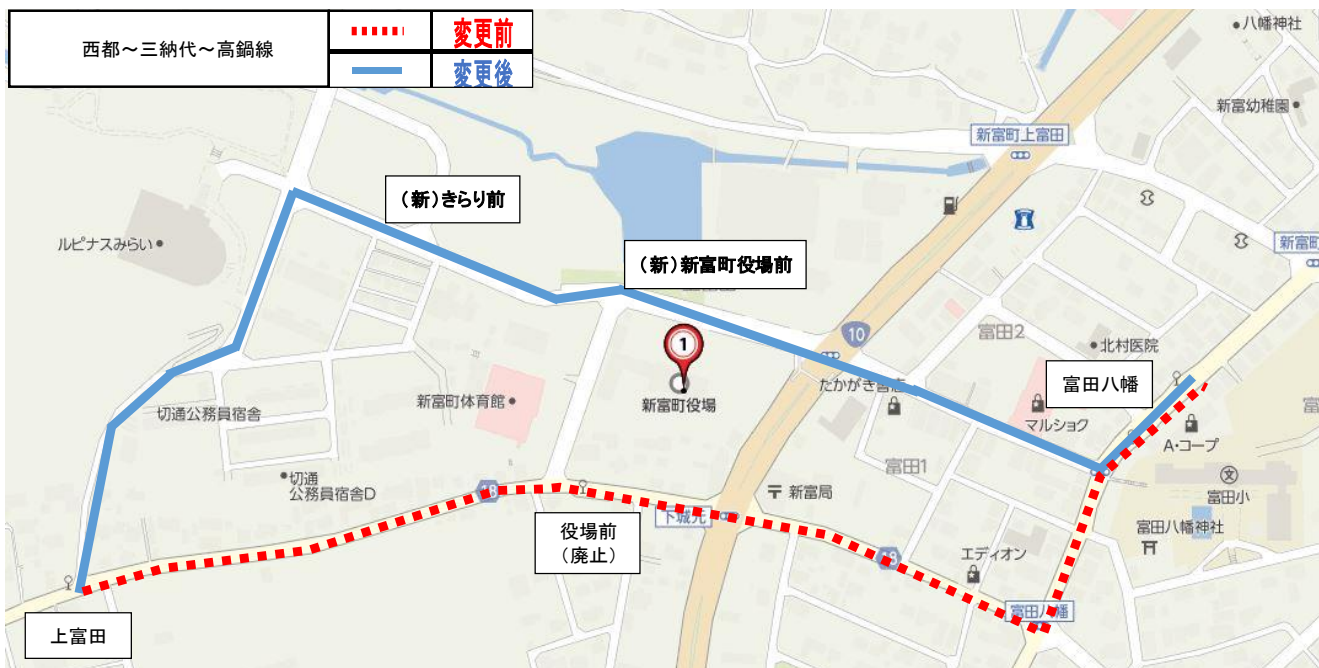 西都～三納代～高鍋線
変更前
変更後
八幡神社
新富幼稚園
新富町上富田
（新）きらり前
ルピナスみらい
新富町
（新）新富町役場前
10
富田2
北村医院
1
富田八幡
たかがき書店
新富町役場
マルショク
切通公務員宿舎
新富町体育館
A・コープ
富田1
切通
公務員宿舎D
新富局
文
富田小
下城元
役場前
（廃止）
富田八幡神社
エディオン
富田八幡
上富田